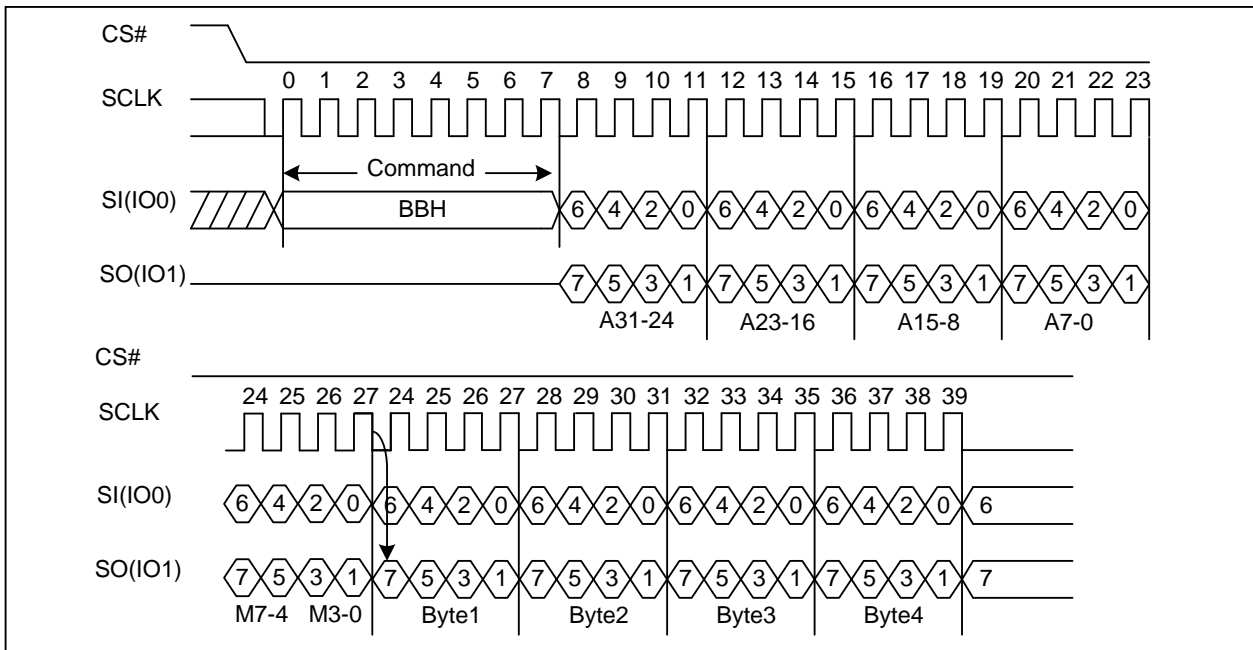 CS#
0 1 2 3 4 5 6 7 8 9 10 11 12 13 14 15 16 17 18 19 20 21 22 23
SCLK
Command
SI(IO0)
BBH 6 4 2 0 6 4 2 0 6 4 2 0 6 4 2 0
SO(IO1)
7 5 3 1 7 5 3 1 7 5 3 1 7 5 3 1
A31-24 A23-16 A15-8 A7-0
CS#
24 25 26 27 24 25 26 27 28 29 30 31 32 33 34 35 36 37 38 39
SCLK
SI(IO0)
6 4 2 0 6 4 2 0 6 4 2 0 6 4 2 0 6 4 2 0 6
SO(IO1)
7 5 3 1 7 5 3 1 7 5 3 1 7 5 3 1 7 5 3 1 7
M7-4 M3-0 Byte1 Byte2 Byte3 Byte4